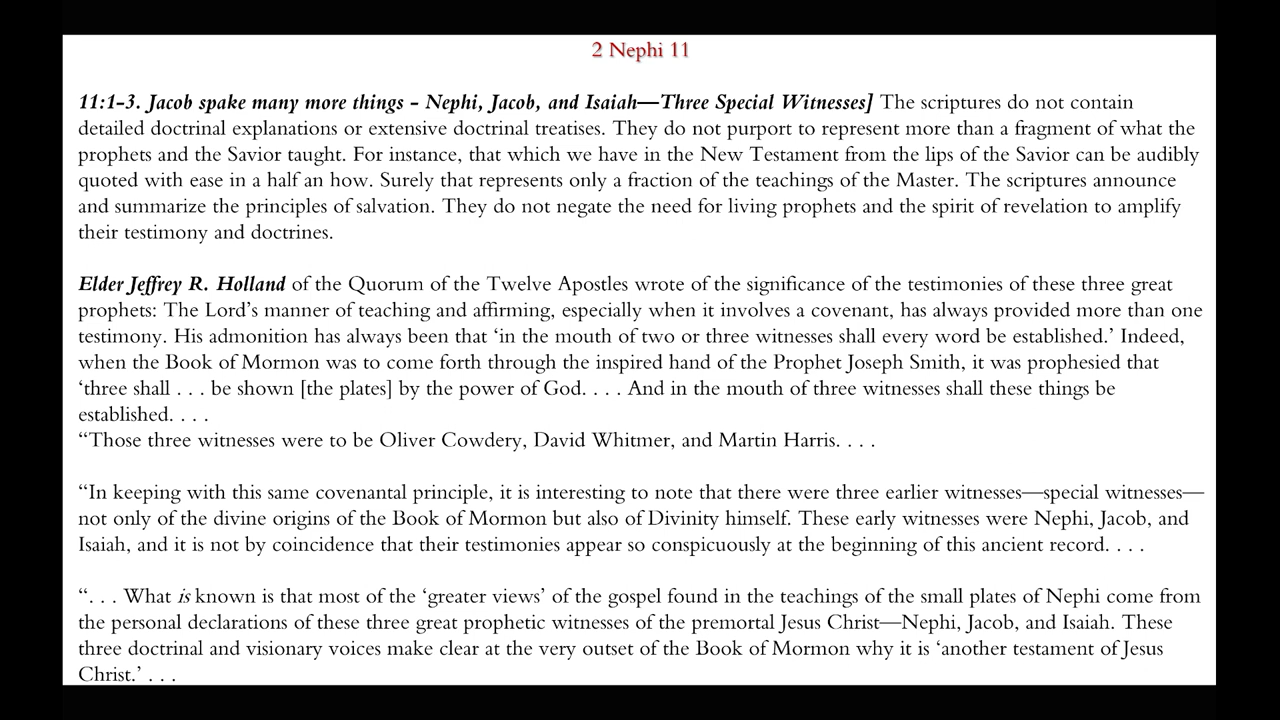 2 Nephi 11
11:1-3. Jacob spake many more things - Nephi, Jacob, and Isaiah—Three Special Witnesses] The scriptures do not contain
detailed doctrinal explanations or extensive doctrinal treatises. They do not purport to represent more than a fragment of what the
prophets and the Savior taught. For instance, that which we have in the New Testament from the lips of the Savior can be audibly
quoted with ease in a half an how. Surely that represents only a fraction of the teachings of the Master. The scriptures announce
and summarize the principles of salvation. They do not negate the need for living prophets and the spirit of revelation to amplify
their testimony and doctrines.
Elder Jeffrey R. Holland of the Quorum of the Twelve Apostles wrote of the significance of the testimonies of these three great
prophets: The Lord’s manner of teaching and affirming, especially when it involves a covenant, has always provided more than one
testimony. His admonition has always been that ‘in the mouth of two or three witnesses shall every word be established.’ Indeed,
when the Book of Mormon was to come forth through the inspired hand of the Prophet Joseph Smith, it was prophesied that
‘three shall . . . be shown [the plates] by the power of God. . . . And in the mouth of three witnesses shall these things be
established. . . .
“Those three witnesses were to be Oliver Cowdery, David Whitmer, and Martin Harris. . . .
“In keeping with this same covenantal principle, it is interesting to note that there were three earlier witnesses—special witnesses—
not only of the divine origins of the Book of Mormon but also of Divinity himself. These early witnesses were Nephi, Jacob, and
Isaiah, and it is not by coincidence that their testimonies appear so conspicuously at the beginning of this ancient record. . . .
“. . . What is known is that most of the ‘greater views’ of the gospel found in the teachings of the small plates of Nephi come from
the personal declarations of these three great prophetic witnesses of the premortal Jesus Christ—Nephi, Jacob, and Isaiah. These
three doctrinal and visionary voices make clear at the very outset of the Book of Mormon why it is ‘another testament of Jesus
Christ.’ . . .